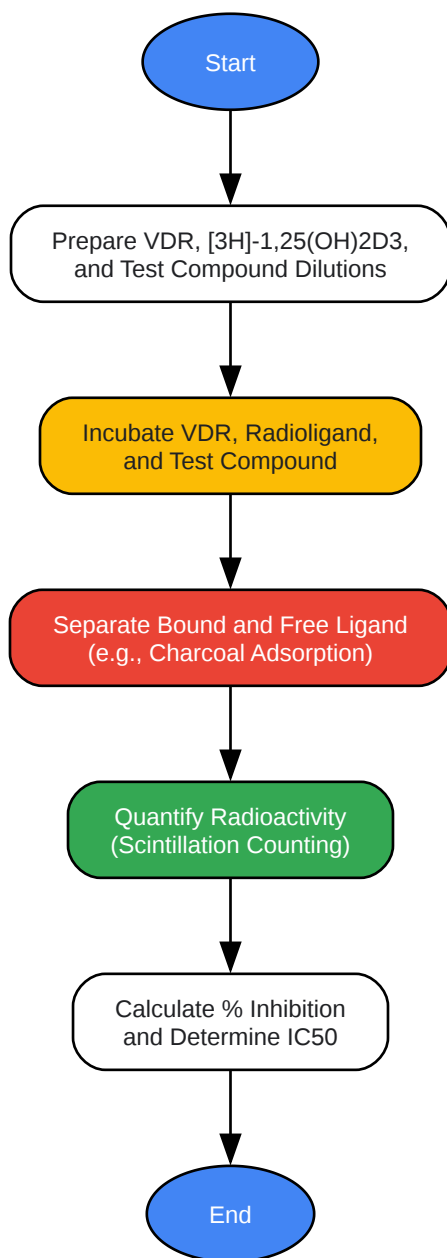 Start
Prepare VDR, [3H]-1,25(OH)2D3,
and Test Compound Dilutions
Incubate VDR, Radioligand,
and Test Compound
Separate Bound and Free Ligand
(e.g., Charcoal Adsorption)
Quantify Radioactivity
(Scintillation Counting)
Calculate % Inhibition
and Determine IC50
End